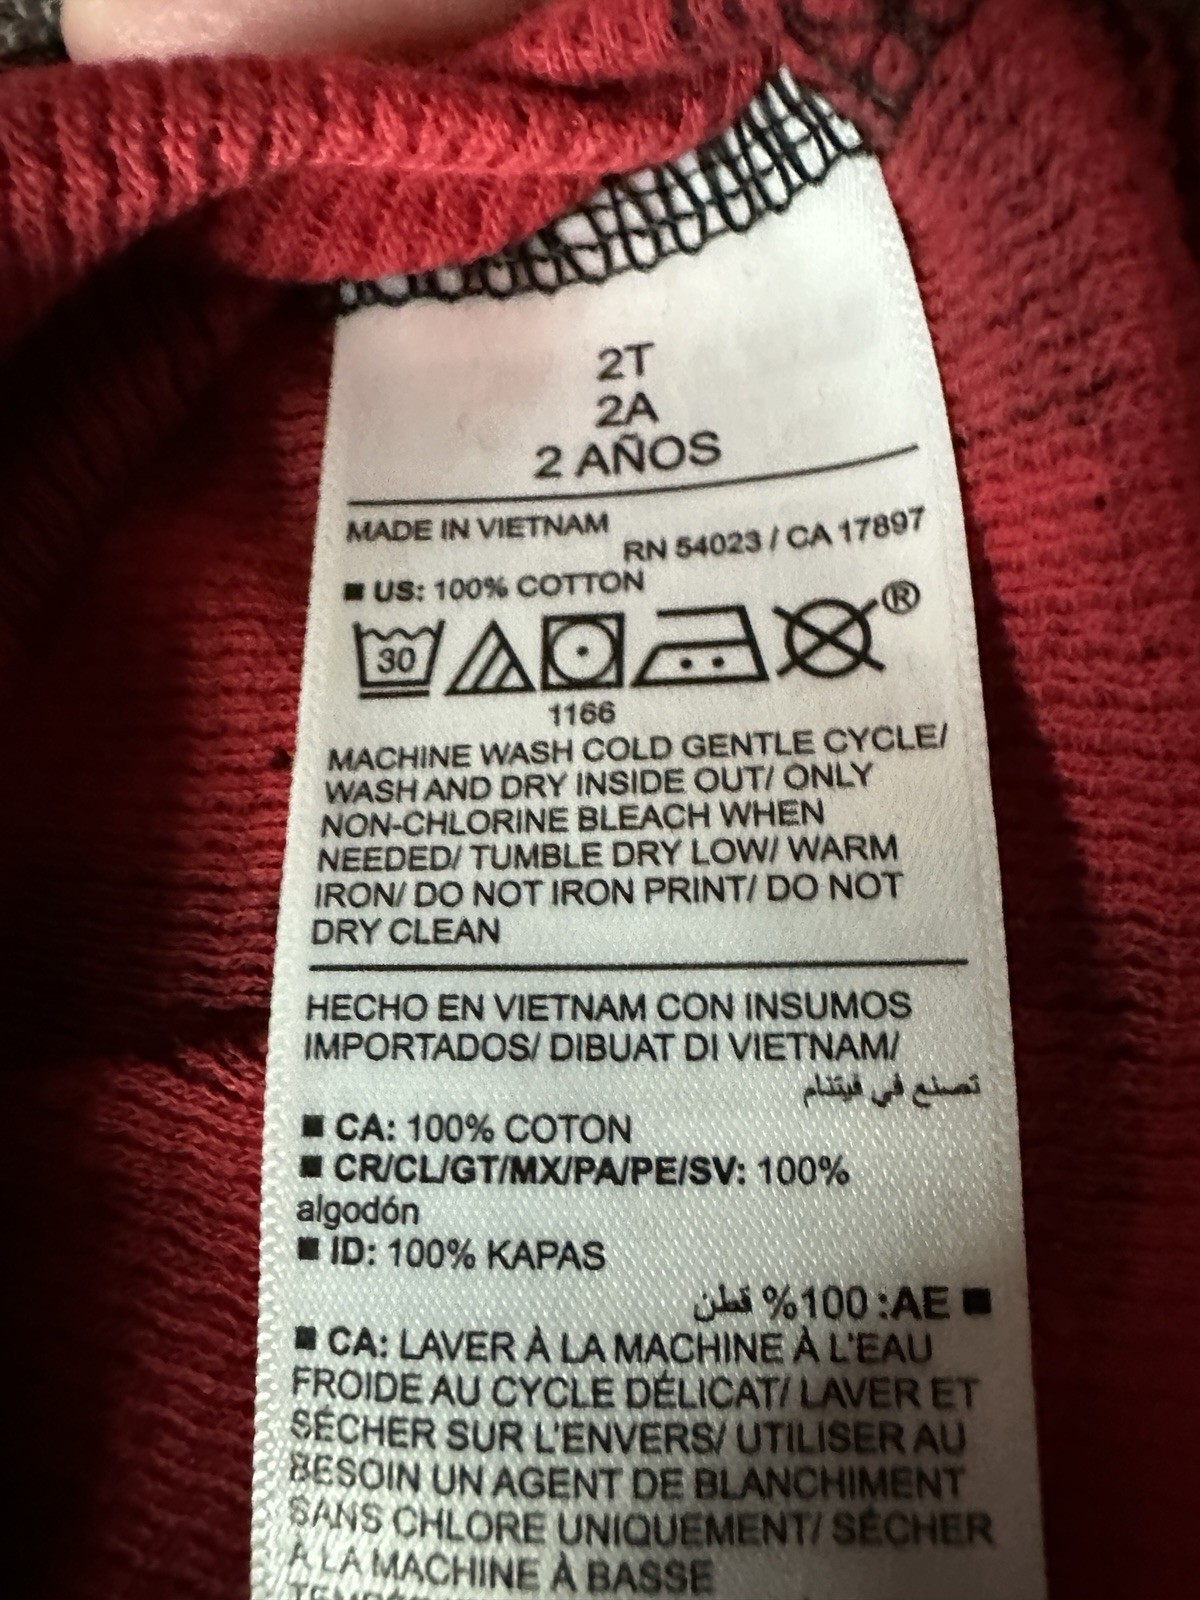 2T
2A
2 AÑOS
MADE IN VIETNAM
RN 54023 / CA 17897
■ US: 100% COTTON
30
®
1166
MACHINE WASH COLD GENTLE CYCLE/
WASH AND DRY INSIDE OUT/ ONLY
NON-CHLORINE BLEACH WHEN
NEEDED/ TUMBLE DRY LOW/ WARM
IRON/ DO NOT IRON PRINT/ DO NOT
DRY CLEAN
HECHO EN VIETNAM CON INSUMOS
IMPORTADOS/ DIBUAT DI VIETNAM/
تصنع في فيتنام
■ CA: 100% COTON
■ CR/CL/GT/MX/PA/PE/SV: 100%
algodón
■ ID: 100% KAPAS
■ AE: 100% قطن
■ CA: LAVER À LA MACHINE À L'EAU
FROIDE AU CYCLE DÉLICAT/ LAVER ET
SÉCHER SUR L'ENVERS/ UTILISER AU
BESOIN UN AGENT DE BLANCHIMENT
SANS CHLORE UNIQUEMENT/ SÉCHER
À LA MACHINE À BASSE